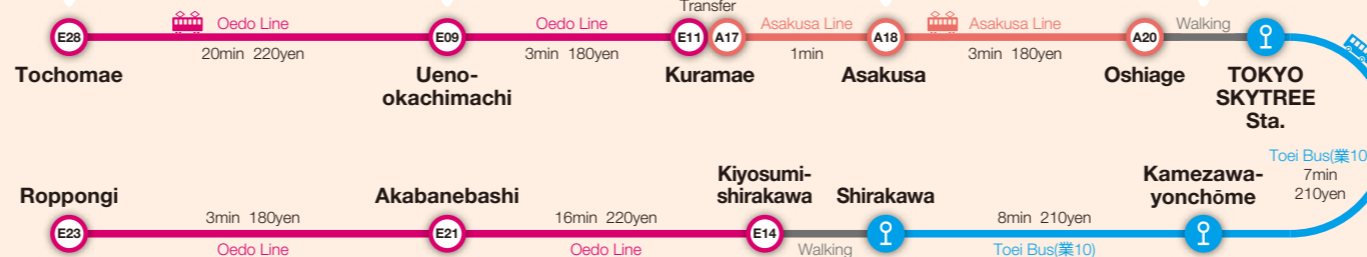 Transfer
Oedo Line
Oedo Line
Asakusa Line
Asakusa Line
Walking
E28
E09
E11
A17
A18
A20
20min 220yen
3min 180yen
1min
3min 180yen
Tochomae
Ueno-
okachimachi
Kuramae
Asakusa
Oshiage
TOKYO
SKYTREE
Sta.
Toei Bus(業10
7min
210yen
Roppongi
Akabanebashi
Kiyosumi-
shirakawa
Shirakawa
Kamezawa-
yonchōme
3min 180yen
16min 220yen
8min 210yen
E23
E21
E14
Oedo Line
Oedo Line
Walking
Toei Bus(業10)